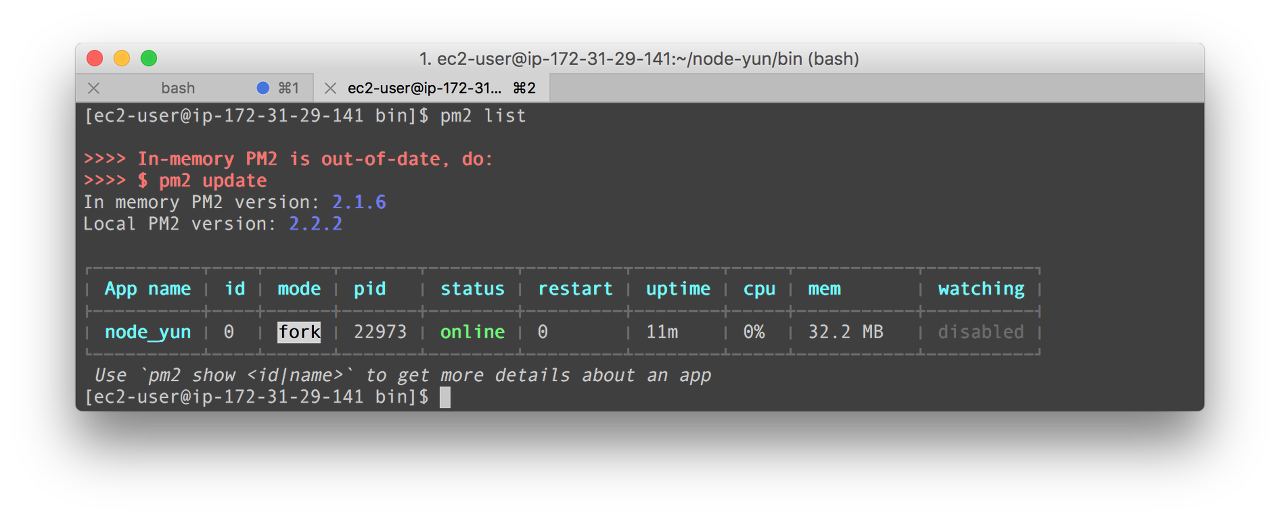 1. ec2-user@ip-172-31-29-141:~/node-yun/bin (bash)
bash ⌘1 ec2-user@ip-172-31... ⌘2
[ec2-user@ip-172-31-29-141 bin]$ pm2 list
>>>> In-memory PM2 is out-of-date, do:
>>>> $ pm2 update
In memory PM2 version: 2.1.6
Local PM2 version: 2.2.2
App name | id | mode | pid | status | restart | uptime | cpu | mem | watching
node_yun | 0 | fork | 22973 | online | 0 | 11m | 0% | 32.2 MB | disabled
Use `pm2 show <id|name>` to get more details about an app
[ec2-user@ip-172-31-29-141 bin]$